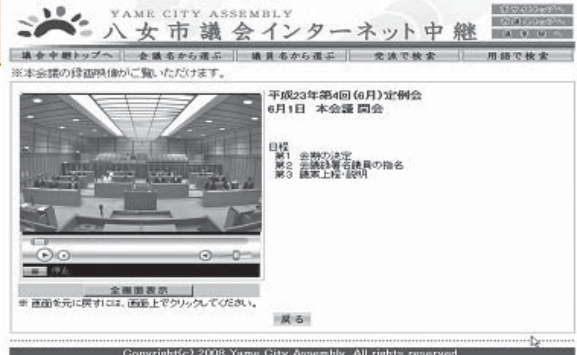 YAME CITY ASSEMBLY
八女市議会インターネット中継
議会中継トップへ
会議名から選ぶ
議員名から選ぶ
会派で検索
用語で検索
※本会議の録画映像がご覧いただけます。
平成23年第4回(6月)定例会
6月1日 本会議 開会
日程
第1 会期の決定
第2 会議録署名議員の指名
第3 議案上程・説明
停止
全画面表示
※ 画面を元に戻すには、画面上でクリックしてください。
戻る
Copyright(c) 2008 Yame City Assembly. All rights reserved.